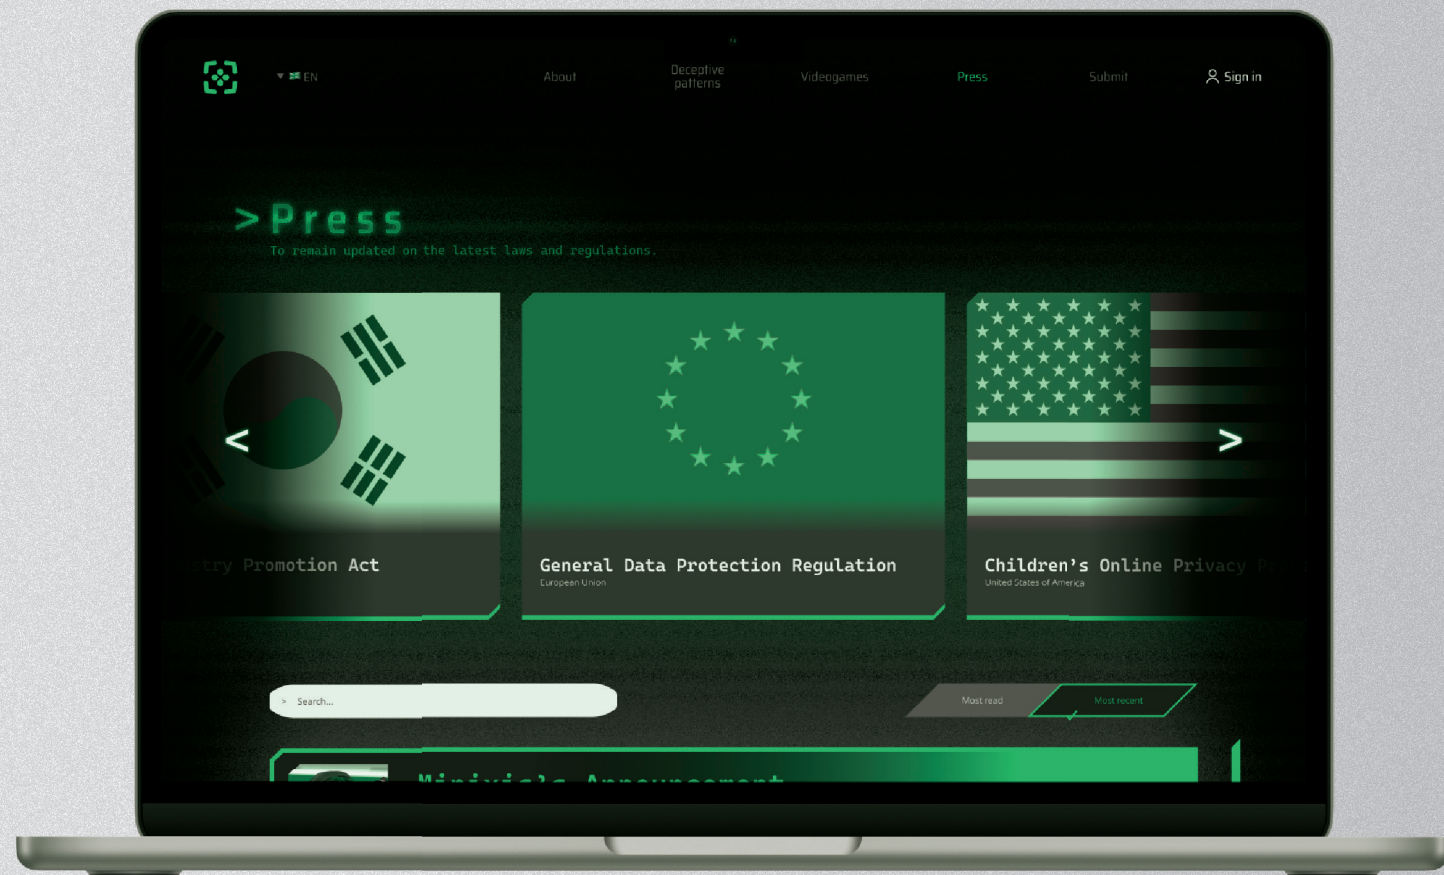 EN
About
Deceptive
patterns
Videogames
Press
Submit
Sign in
>Press
To remain updated on the latest laws and regulations.
Promotion Act
General Data Protection Regulation
European Union
Children's Online Privacy
United States of America
<
>
> Search...
Most read
Most recent
Announcement